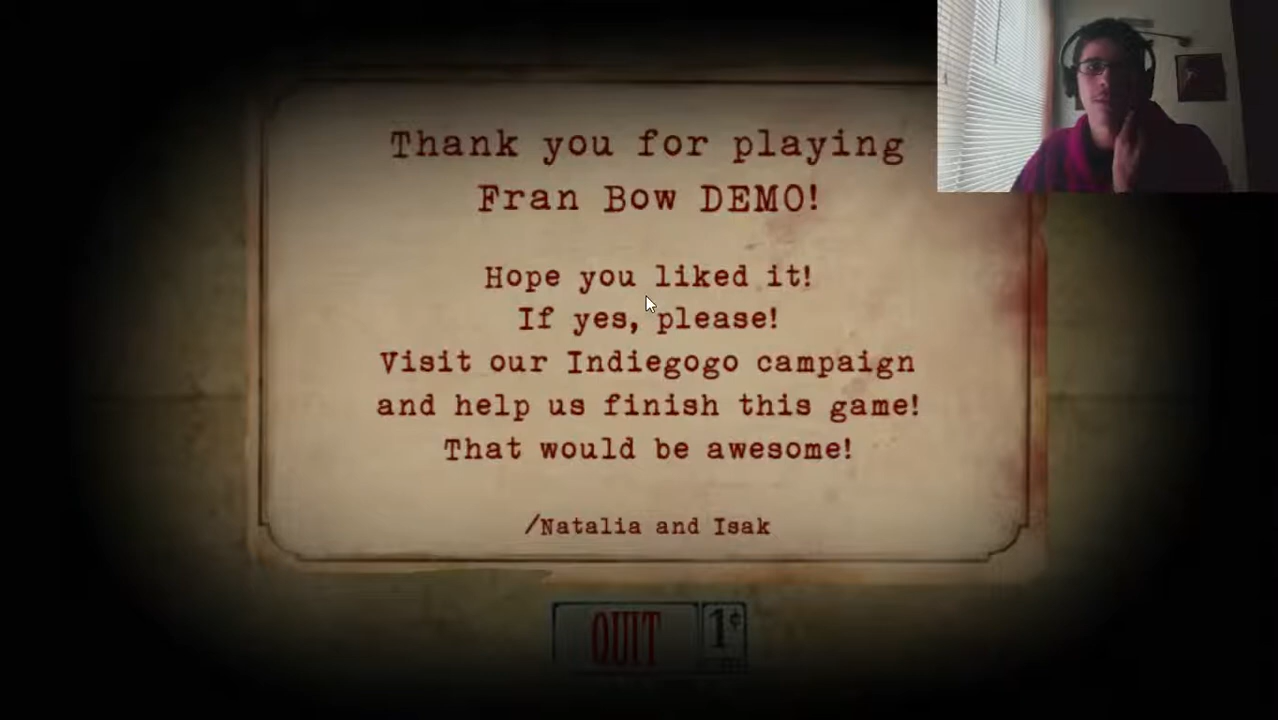 Thank you for playing
Fran Bow DEMO!
Hope you liked it!
If yes, please!
Visit our Indiegogo campaign
and help us finish this game!
That would be awesome!
/Natalia and Isak
QUIT 1¢